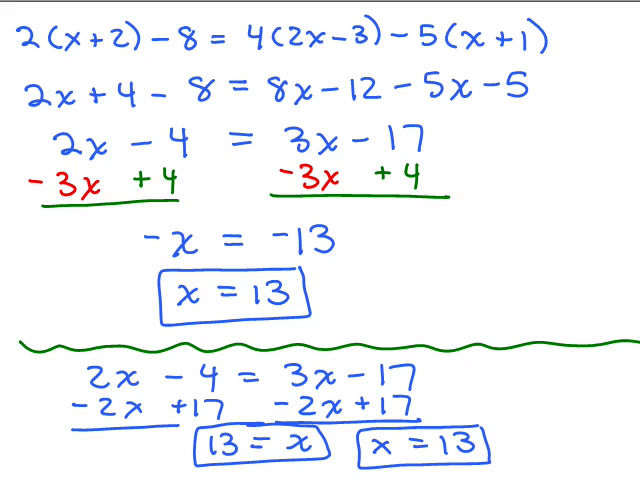 2(x+2) - 8 = 4(2x-3) - 5(x+1)
2x + 4 - 8 = 8x - 12 - 5x - 5
2x - 4 = 3x - 17
-3x +4 -3x +4
-x = -13
x = 13
2x - 4 = 3x - 17
-2x +17 -2x +17
13 = x x = 13